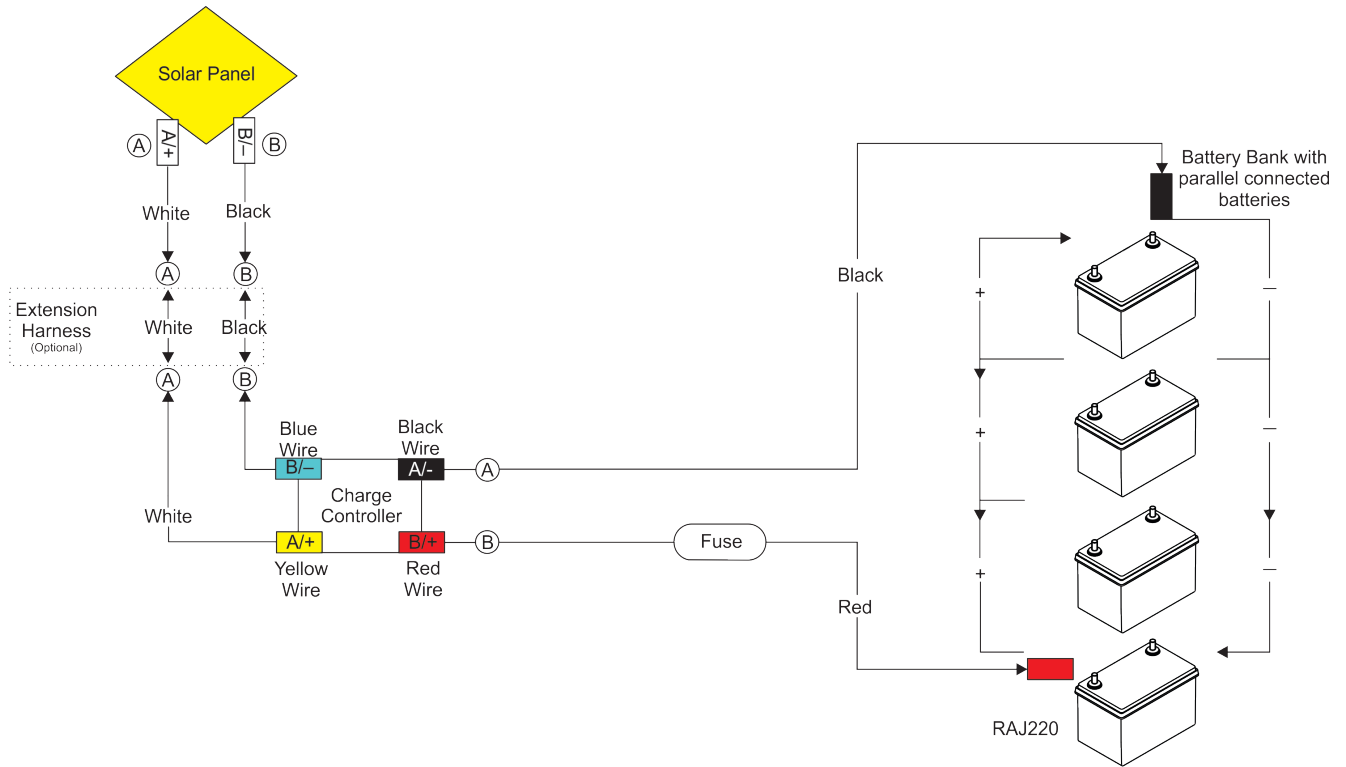 Solar Panel
A
A/+
B/–
B
White
Black
A
B
Extension
Harness
(Optional)
White
Black
A
B
White
Blue
Wire
B/–
Black
Wire
A/-
A
Charge
Controller
A/+
Yellow
Wire
B/+
Red
Wire
B
Fuse
Black
Red
Battery Bank with
parallel connected
batteries
+
–
+
–
+
–
RAJ220